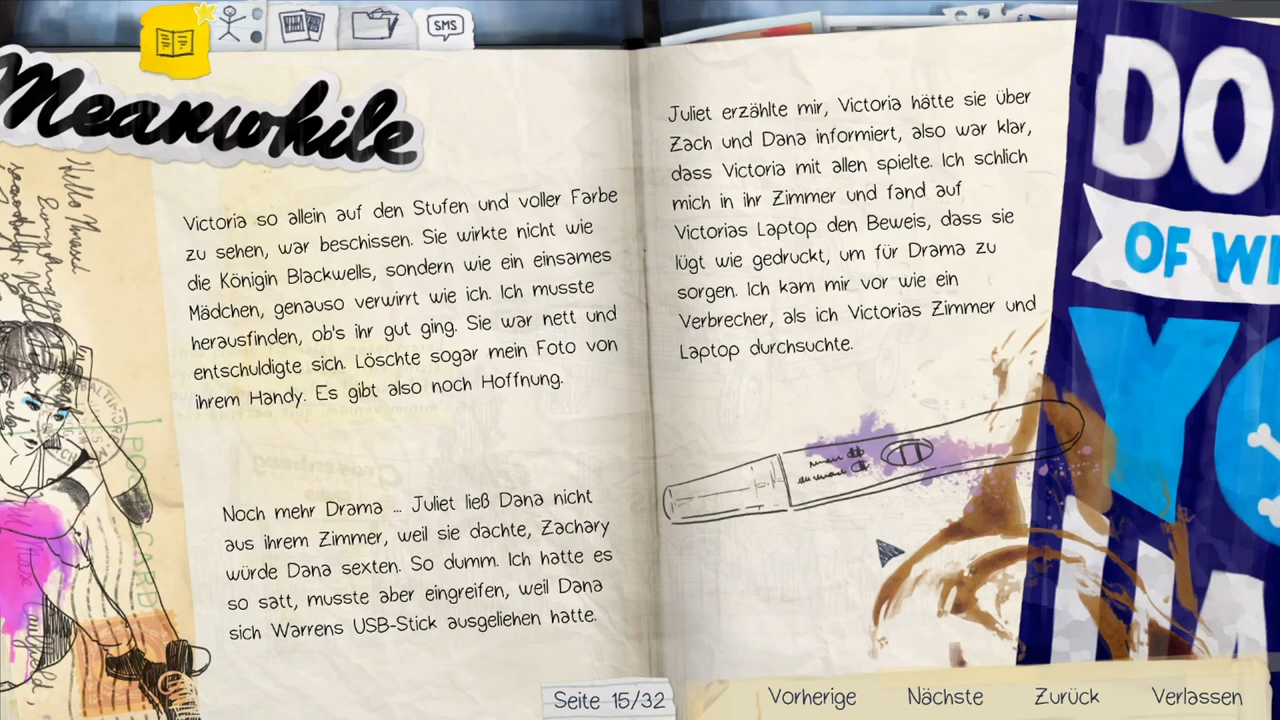 SMS
Meanwhile
Victoria so allein auf den Stufen und voller Farbe
zu sehen, war beschissen. Sie wirkte nicht wie
die Königin Blackwells, sondern wie ein einsames
Mädchen, genauso verwirrt wie ich. Ich musste
herausfinden, ob's ihr gut ging. Sie war nett und
entschuldigte sich. Löschte sogar mein Foto von
ihrem Handy. Es gibt also noch Hoffnung.
Noch mehr Drama ... Juliet ließ Dana nicht
aus ihrem Zimmer, weil sie dachte, Zachary
würde Dana sexten. So dumm. Ich hatte es
so satt, musste aber eingreifen, weil Dana
sich Warrens USB-Stick ausgeliehen hatte.
Juliet erzählte mir, Victoria hätte sie über
Zach und Dana informiert, also war klar,
dass Victoria mit allen spielte. Ich schlich
mich in ihr Zimmer und fand auf
Victorias Laptop den Beweis, dass sie
lügt wie gedruckt, um für Drama zu
sorgen. Ich kam mir vor wie ein
Verbrecher, als ich Victorias Zimmer und
Laptop durchsuchte.
POST CARD
Max Caulfield
DO
OF WI
YO
Seite 15/32
Vorherige
Nächste
Zurück
Verlassen